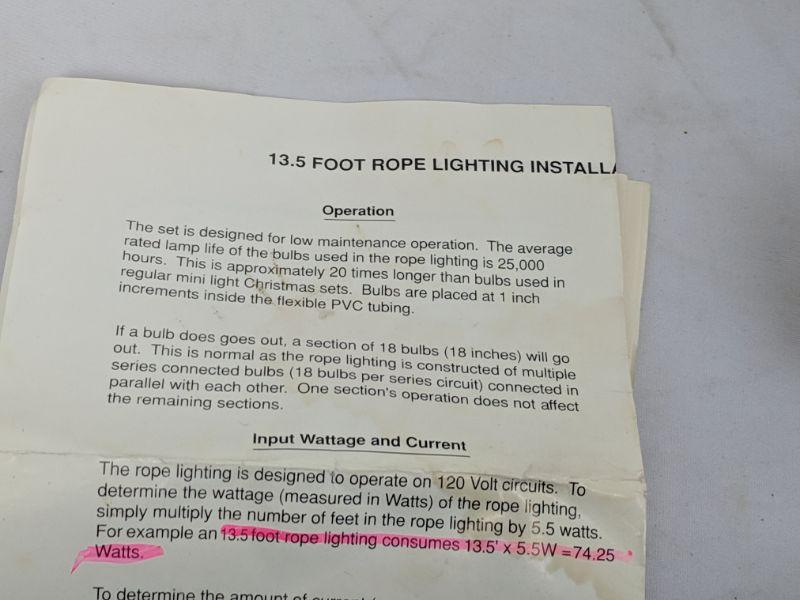 13.5 FOOT ROPE LIGHTING INSTALLA
Operation
The set is designed for low maintenance operation. The average
rated lamp life of the bulbs used in the rope lighting is 25,000
hours. This is approximately 20 times longer than bulbs used in
regular mini light Christmas sets. Bulbs are placed at 1 inch
increments inside the flexible PVC tubing.
If a bulb does goes out, a section of 18 bulbs (18 inches) will go
out. This is normal as the rope lighting is constructed of multiple
series connected bulbs (18 bulbs per series circuit) connected in
parallel with each other. One section's operation does not affect
the remaining sections.
Input Wattage and Current
The rope lighting is designed to operate on 120 Volt circuits. To
determine the wattage (measured in Watts) of the rope lighting,
simply multiply the number of feet in the rope lighting by 5.5 watts.
For example an 13.5 foot rope lighting consumes 13.5' x 5.5W = 74.25
Watts.
To determine the amount of current